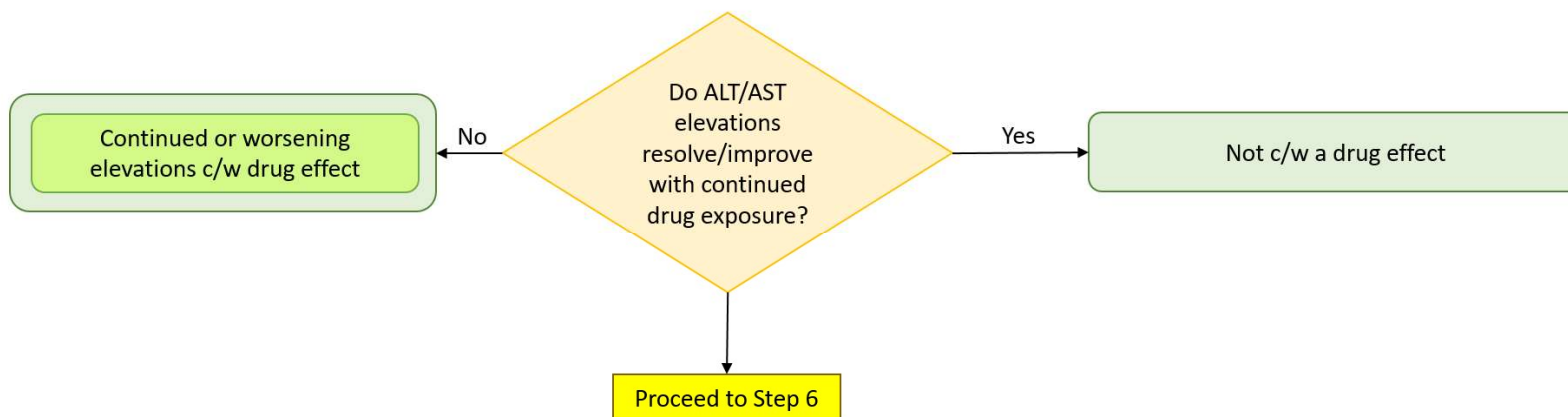 Do ALT/AST
elevations
resolve/improve
with continued
drug exposure?
No
Continued or worsening
elevations c/w drug effect
Yes
Not c/w a drug effect
Proceed to Step 6